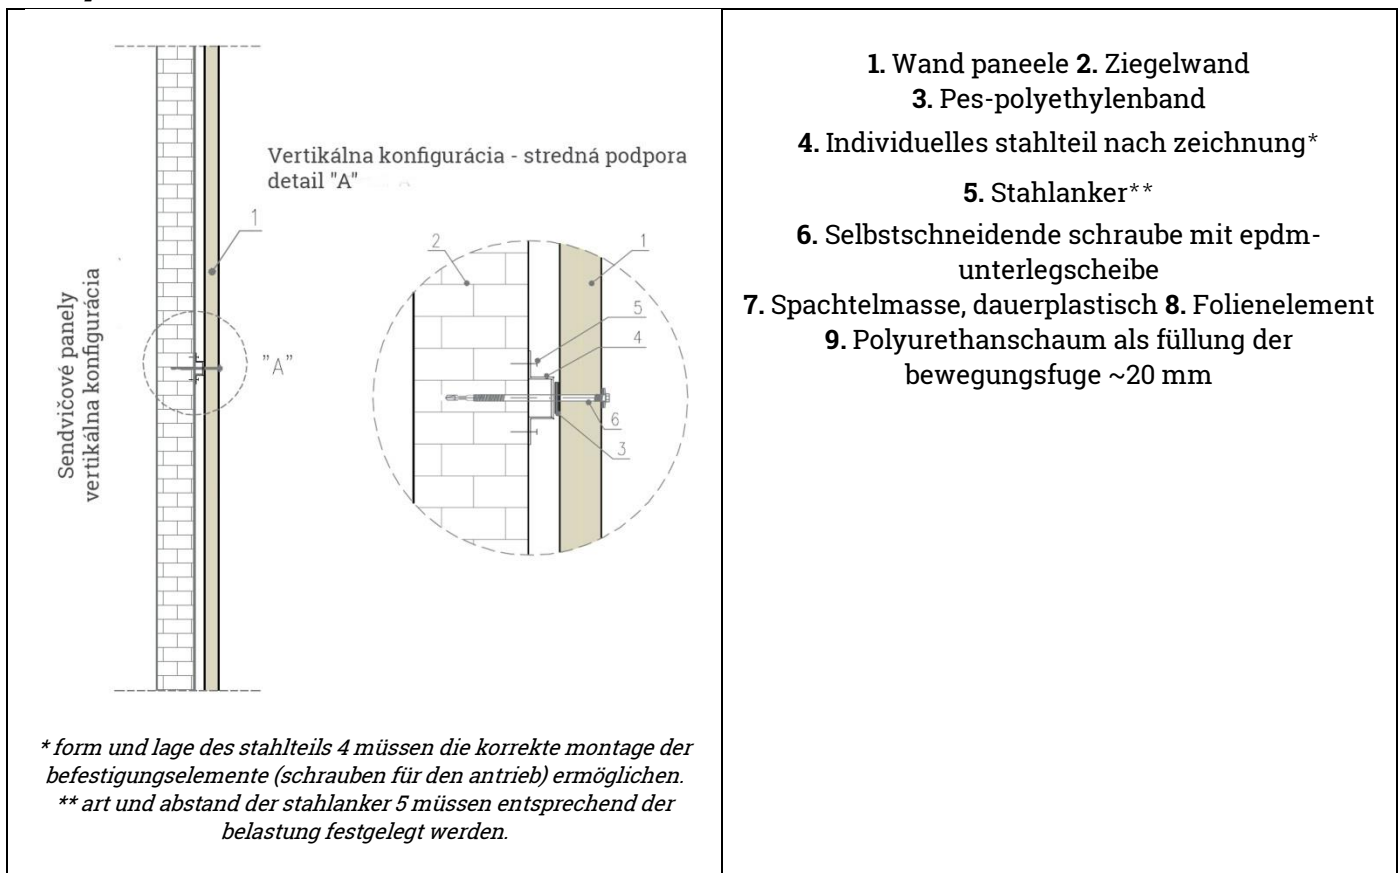 Vertikálna konfigurácia - stredná podpora
detail "A"
Sendvičové panely
vertikálna konfigurácia
1
"A"
2
1
5
4
6
3
* form und lage des stahlteils 4 müssen die korrekte montage der
befestigungselemente (schrauben für den antrieb) ermöglichen.
** art und abstand der stahlanker 5 müssen entsprechend der
belastung festgelegt werden.
1. Wand paneele 2. Ziegelwand
3. Pes-polyethylenband
4. Individuelles stahlteil nach zeichnung*
5. Stahlanker**
6. Selbstschneidende schraube mit epdm-
unterlegscheibe
7. Spachtelmasse, dauerplastisch 8. Folienelement
9. Polyurethanschaum als füllung der
bewegungsfuge ~20 mm